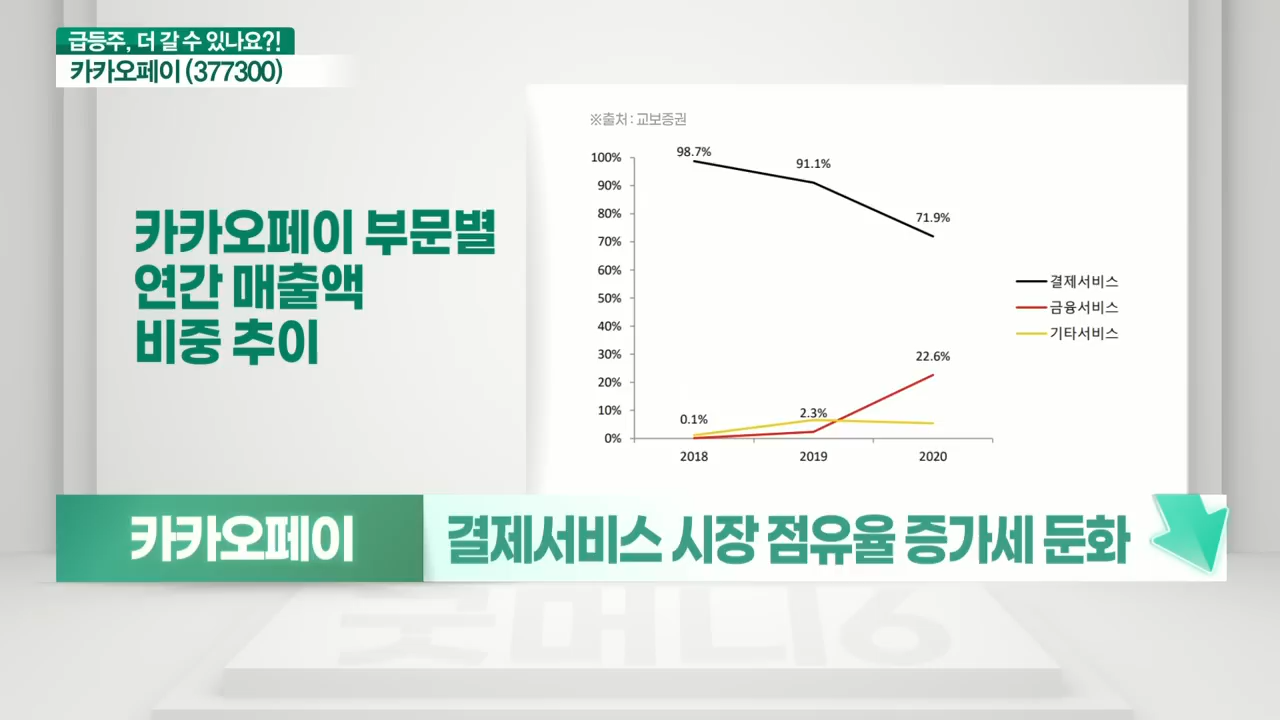 급등주, 더 갈 수 있나요?!
카카오페이 (377300)
카카오페이 부문별
연간 매출액
비중 추이
※출처 : 교보증권
100%
90%
80%
70%
60%
50%
40%
30%
20%
10%
0%
98.7%
91.1%
71.9%
0.1%
2.3%
22.6%
2018
2019
2020
결제서비스
금융서비스
기타서비스
카카오페이
결제서비스 시장 점유율 증가세 둔화
굿머니6